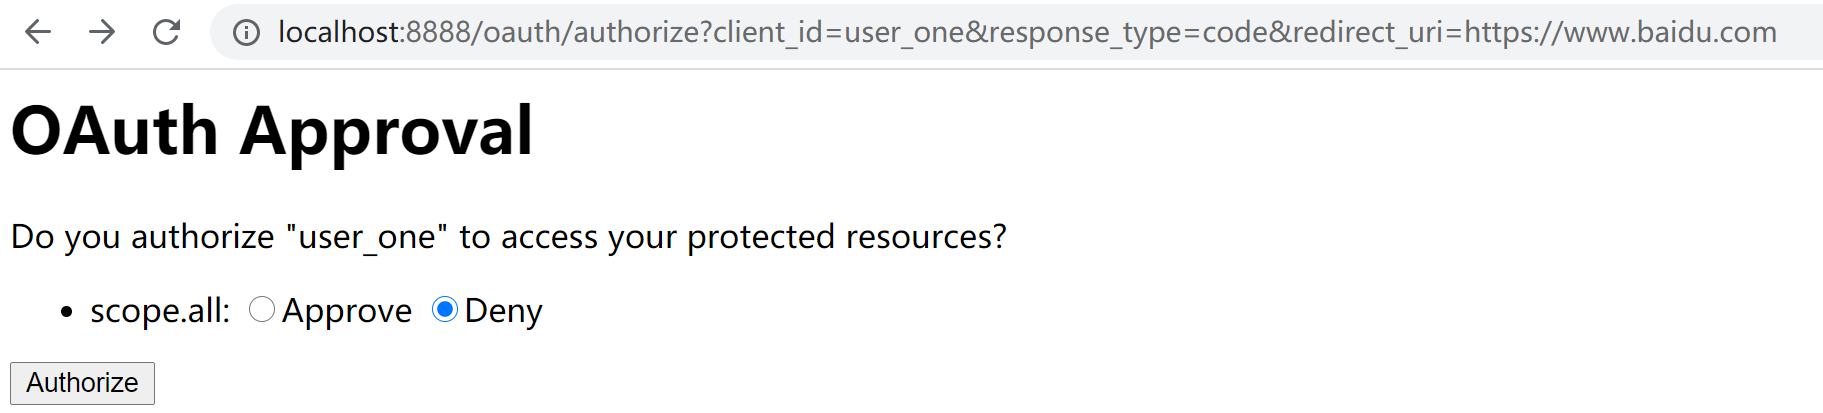 localhost:8888/oauth/authorize?client_id=user_one&response_type=code&redirect_uri=https://www.baidu.com
OAuth Approval
Do you authorize "user_one" to access your protected resources?
• scope.all: Approve Deny
Authorize